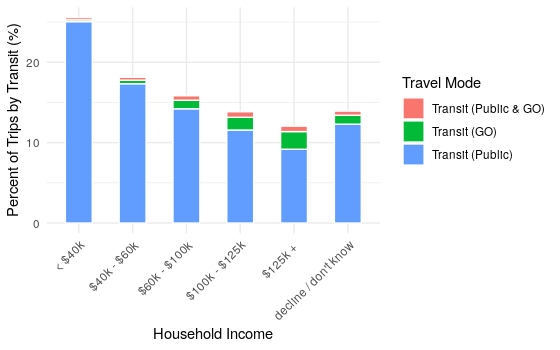 Percent of Trips by Transit (%)
20
10
0
< $40k
$40k - $60k
$60k - $100k
$100k - $125k
$125k +
decline / don't know
Household Income
Travel Mode
Transit (Public & GO)
Transit (GO)
Transit (Public)